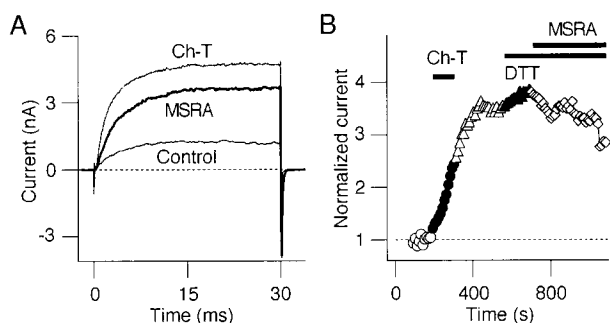 A
Ch-T
MSRA
Control
Current (nA)
6
3
0
-3
0
15
30
Time (ms)
B
MSRA
Ch-T
DTT
Normalized current
4
3
2
1
0
400
800
Time (s)